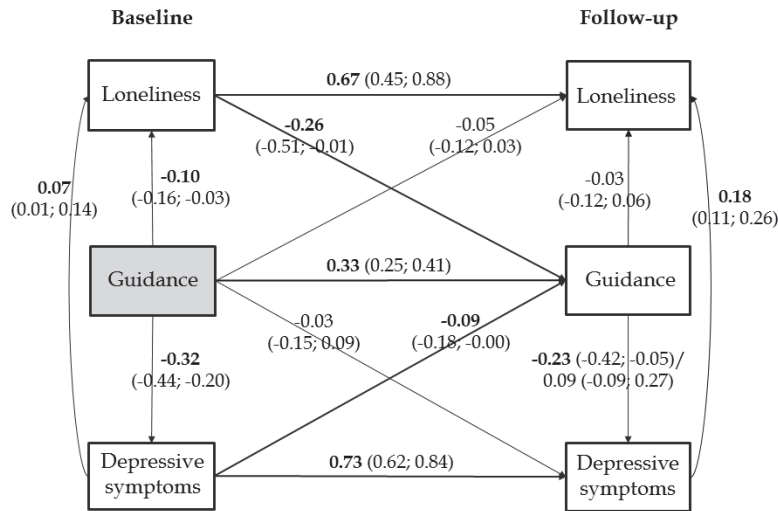 Baseline
Follow-up
Loneliness
0.67 (0.45; 0.88)
Loneliness
-0.26
(-0.51; -0.01)
-0.05
(-0.12; 0.03)
0.07
(0.01; 0.14)
-0.10
(-0.16; -0.03)
-0.03
(-0.12; 0.06)
0.18
(0.11; 0.26)
Guidance
0.33 (0.25; 0.41)
Guidance
-0.32
(-0.44; -0.20)
-0.03
(-0.15; 0.09)
-0.09
(-0.18; -0.00)
-0.23 (-0.42; -0.05)/
0.09 (-0.09; 0.27)
Depressive
symptoms
0.73 (0.62; 0.84)
Depressive
symptoms